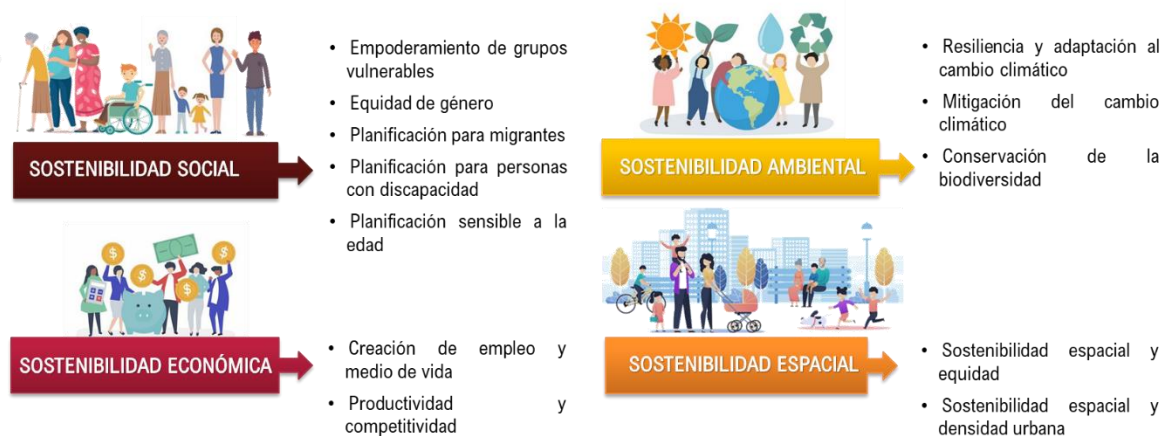 SOSTENIBILIDAD SOCIAL
• Empoderamiento de grupos
vulnerables
• Equidad de género
• Planificación para migrantes
• Planificación para personas
con discapacidad
• Planificación sensible a la
edad
SOSTENIBILIDAD AMBIENTAL
• Resiliencia y adaptación al
cambio climático
• Mitigación del cambio
climático
• Conservación de la
biodiversidad
SOSTENIBILIDAD ECONÓMICA
• Creación de empleo y
medio de vida
• Productividad y
competitividad
SOSTENIBILIDAD ESPACIAL
• Sostenibilidad espacial y
equidad
• Sostenibilidad espacial y
densidad urbana